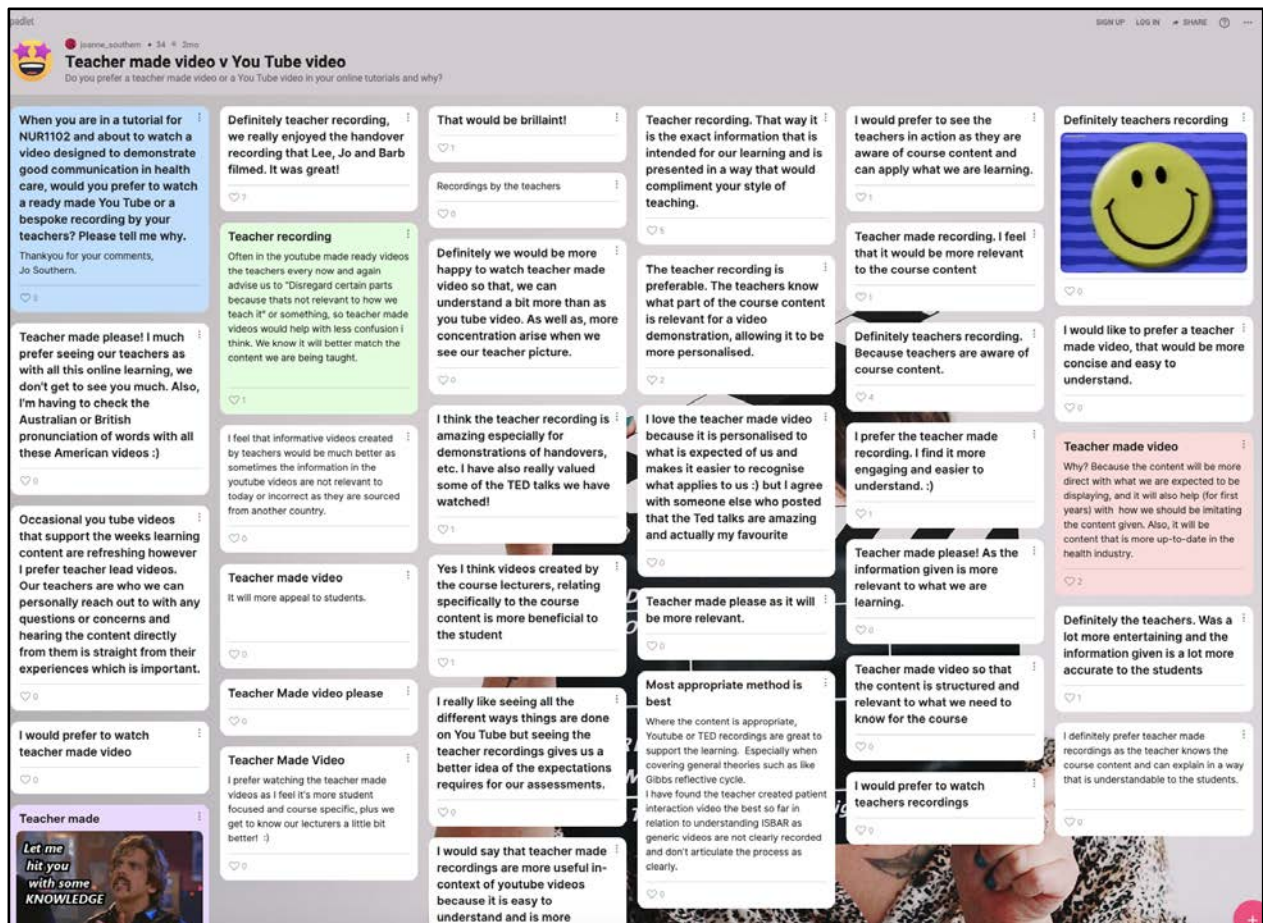 padlet
SIGN UP LOG IN SHARE
joanne_southern • 34 2mo
Teacher made video v You Tube video
Do you prefer a teacher made video or a You Tube video in your online tutorials and why?
When you are in a tutorial for
NUR1102 and about to watch a
video designed to demonstrate
good communication in health
care, would you prefer to watch
a ready made You Tube or a
bespoke recording by your
teachers? Please tell me why.
Thankyou for your comments,
Jo Southern.
Teacher made please! I much
prefer seeing our teachers as
with all this online learning, we
don't get to see you much. Also,
I'm having to check the
Australian or British
pronunciation of words with all
these American videos :)
0
Occasional you tube videos
that support the weeks learning
content are refreshing however
I prefer teacher lead videos.
Our teachers are who we can
personally reach out to with any
questions or concerns and
hearing the content directly
from them is straight from their
experiences which is important.
0
I would prefer to watch
teacher made video
0
Teacher made
Let me
hit you
with some
KNOWLEDGE
Definitely teacher recording,
we really enjoyed the handover
recording that Lee, Jo and Barb
filmed. It was great!
7
Teacher recording
Often in the youtube made ready videos
the teachers every now and again
advise us to "Disregard certain parts
because thats not relevant to how we
teach it" or something, so teacher made
videos would help with less confusion i
think. We know it will better match the
content we are being taught.
1
I feel that informative videos created
by teachers would be much better as
sometimes the information in the
youtube videos are not relevant to
today or incorrect as they are sourced
from another country.
0
Teacher made video
It will more appeal to students.
0
Teacher Made video please
0
Teacher Made Video
I prefer watching the teacher made
videos as I feel it's more student
focused and course specific, plus we
get to know our lecturers a little bit
better! :)
0
That would be brillaint!
1
Recordings by the teachers
0
Definitely we would be more
happy to watch teacher made
video so that, we can
understand a bit more than as
you tube video. As well as, more
concentration arise when we
see our teacher picture.
0
I think the teacher recording is
amazing especially for
demonstrations of handovers,
etc. I have also really valued
some of the TED talks we have
watched!
1
Yes I think videos created by
the course lecturers, relating
specifically to the course
content is more beneficial to
the student
1
I really like seeing all the
different ways things are done
on You Tube but seeing the
teacher recordings gives us a
better idea of the expectations
requires for our assessments.
0
I would say that teacher made
recordings are more useful in-
context of youtube videos
because it is easy to
understand and is more
Teacher recording. That way it
is the exact information that is
intended for our learning and is
presented in a way that would
compliment your style of
teaching.
5
The teacher recording is
preferable. The teachers know
what part of the course content
is relevant for a video
demonstration, allowing it to be
more personalised.
2
I love the teacher made video
because it is personalised to
what is expected of us and
makes it easier to recognise
what applies to us :) but I agree
with someone else who posted
that the Ted talks are amazing
and actually my favourite
0
Teacher made please as it will
be more relevant.
0
Most appropriate method is
best
Where the content is appropriate,
Youtube or TED recordings are great to
support the learning. Especially when
covering general theories such as like
Gibbs reflective cycle.
I have found the teacher created patient
interaction video the best so far in
relation to understanding ISBAR as
generic videos are not clearly recorded
and don't articulate the process as
clearly.
0
I would prefer to see the
teachers in action as they are
aware of course content and
can apply what we are learning.
1
Teacher made recording. I feel
that it would be more relevant
to the course content
1
Definitely teachers recording.
Because teachers are aware of
course content.
4
I prefer the teacher made
recording. I find it more
engaging and easier to
understand. :)
1
Teacher made please! As the
information given is more
relevant to what we are
learning.
0
Teacher made video so that
the content is structured and
relevant to what we need to
know for the course
0
I would prefer to watch
teachers recordings
0
Definitely teachers recording
0
I would like to prefer a teacher
made video, that would be more
concise and easy to
understand.
0
Teacher made video
Why? Because the content will be more
direct with what we are expected to be
displaying, and it will also help (for first
years) with how we should be imitating
the content given. Also, it will be
content that is more up-to-date in the
health industry.
2
Definitely the teachers. Was a
lot more entertaining and the
information given is a lot more
accurate to the students
1
I definitely prefer teacher made
recordings as the teacher knows the
course content and can explain in a way
that is understandable to the students.
0